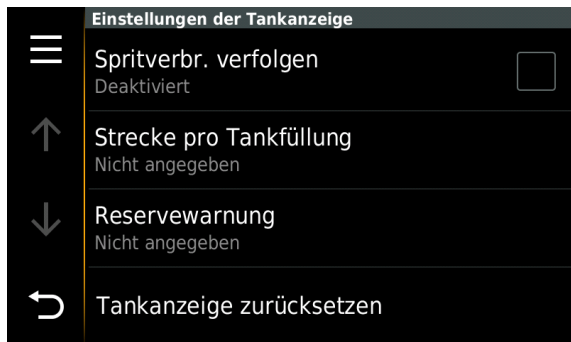 Einstellungen der Tankanzeige
Spritverbr. verfolgen
Deaktiviert
Strecke pro Tankfüllung
Nicht angegeben
Reservewarnung
Nicht angegeben
Tankanzeige zurücksetzen